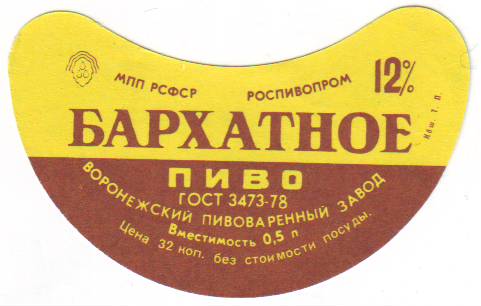 МПП РСФСР РОСПИВОПРОМ 12%
БАРХАТНОЕ
ПИВО
ГОСТ 3473-78
ВОРОНЕЖСКИЙ ПИВОВАРЕННЫЙ ЗАВОД
Вместимость 0,5 л
Цена 32 коп. без стоимости посуды.
Кбш. Т. П.